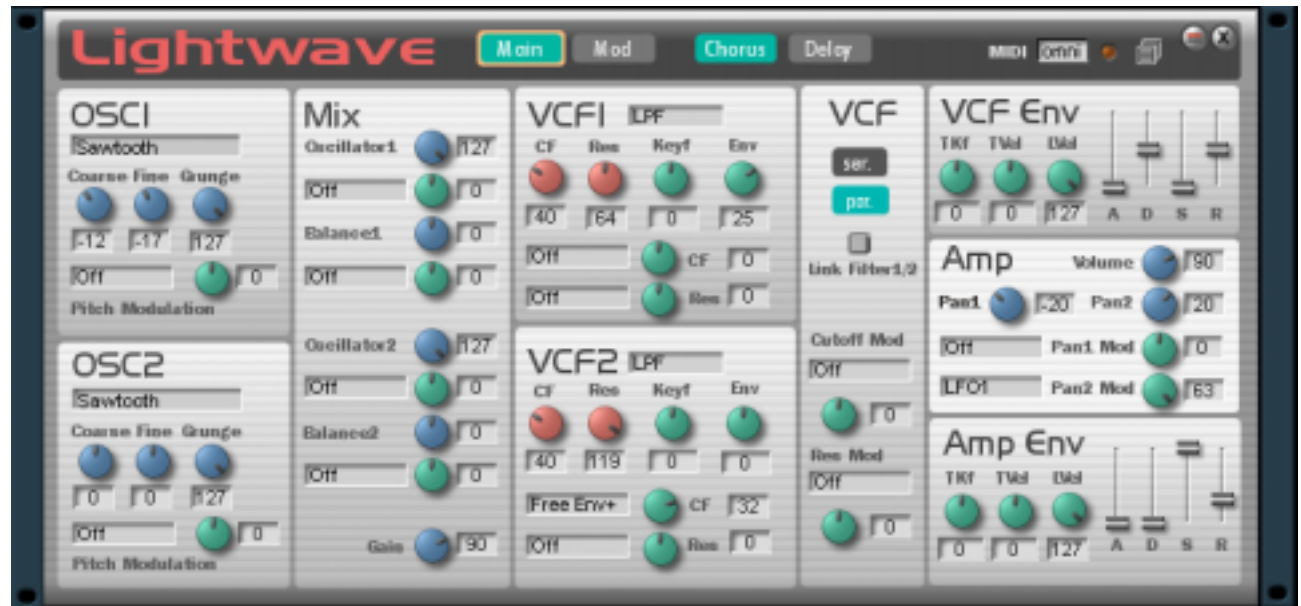 Lightwave Main Mod Chorus Delay MIDI omni
OSC1
Sawtooth
Coarse Fine Grunge
-12 -17 127
Off 0
Pitch Modulation
OSC2
Sawtooth
Coarse Fine Grunge
0 0 127
Off 0
Pitch Modulation
Mix
Oscillator1 127
Off 0
Balance1 0
Off 0
Oscillator2 127
Off 0
Balance2 0
Off 0
Gain 90
VCF1 LPF
CF Res Keyf Env
40 64 0 25
Off CF 0
Off Res 0
VCF2 LPF
CF Res Keyf Env
40 119 0 0
Free Env+ CF 32
Off Res 0
VCF
ser.
par.
Link Filter1/2
Cutoff Mod
Off
0
Res Mod
Off
0
VCF Env
TKf TVel LVel
0 0 127 A D S R
Amp Volume 90
Pan1 -20 Pan2 20
Off Pan1 Mod 0
LFO1 Pan2 Mod 63
Amp Env
TKf TVel LVel
0 0 127 A D S R